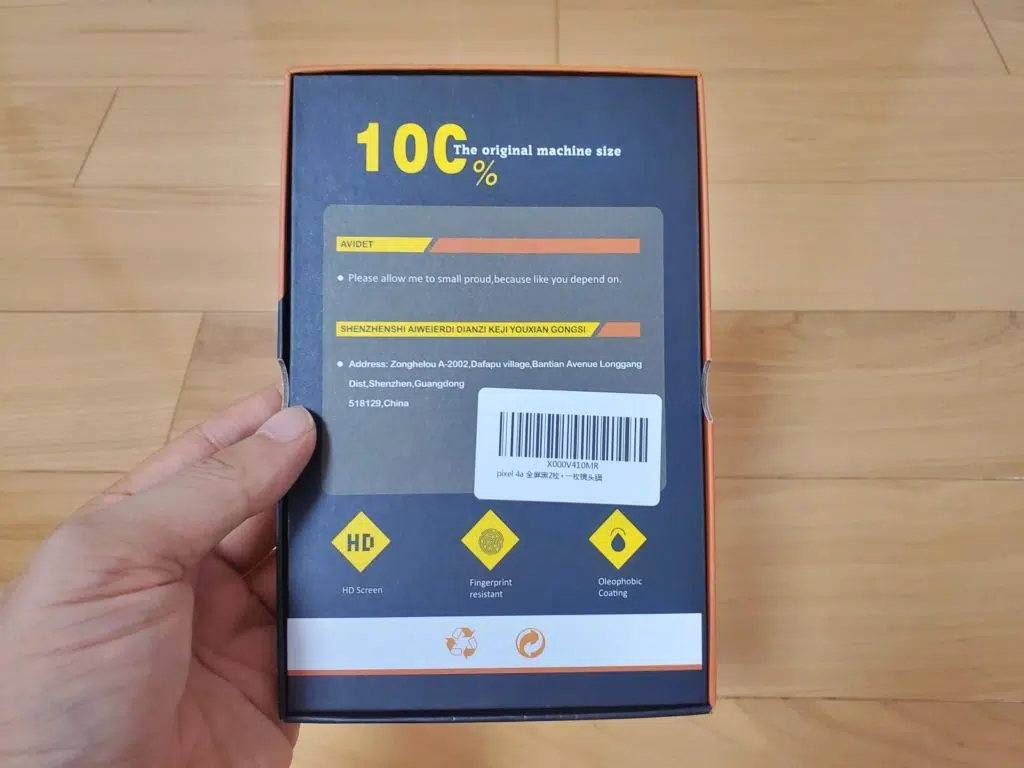 100%
The original machine size
AVIDET
Please allow me to small proud,because like you depend on.
SHENZHENSHI AIWEIERDI DIANZI KEJI YOUXIAN GONGSI
Address: Zonghelou A-2002,Dafapu village,Bantian Avenue Longgang
Dist,Shenzhen,Guangdong
518129,China
X000V410MR
pixel 4a 全屏黑2枚+一枚镜头膜
HD
HD Screen
Fingerprint
resistant
Oleophobic
Coating